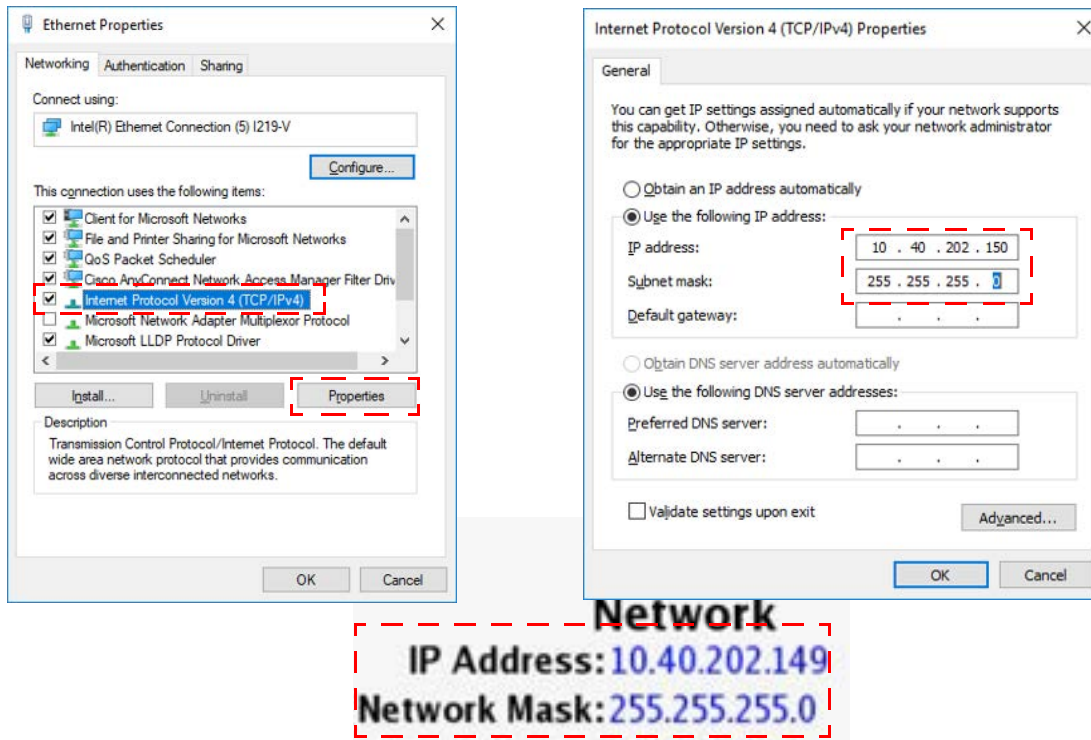 Ethernet Properties
Networking Authentication Sharing
Connect using:
Intel(R) Ethernet Connection (5) I219-V
Configure...
This connection uses the following items:
Client for Microsoft Networks
File and Printer Sharing for Microsoft Networks
QoS Packet Scheduler
Cisco AnyConnect Network Access Manager Filter Driv
Internet Protocol Version 4 (TCP/IPv4)
Microsoft Network Adapter Multiplexor Protocol
Microsoft LLDP Protocol Driver
Install... Uninstall Properties
Description
Transmission Control Protocol/Internet Protocol. The default
wide area network protocol that provides communication
across diverse interconnected networks.
OK Cancel
Internet Protocol Version 4 (TCP/IPv4) Properties
General
You can get IP settings assigned automatically if your network supports
this capability. Otherwise, you need to ask your network administrator
for the appropriate IP settings.
Obtain an IP address automatically
Use the following IP address:
IP address: 10 . 40 . 202 . 150
Subnet mask: 255 . 255 . 255 . 0
Default gateway: . . .
Obtain DNS server address automatically
Use the following DNS server addresses:
Preferred DNS server: . . .
Alternate DNS server: . . .
Validate settings upon exit
Advanced...
OK Cancel
Network
IP Address: 10.40.202.149
Network Mask: 255.255.255.0